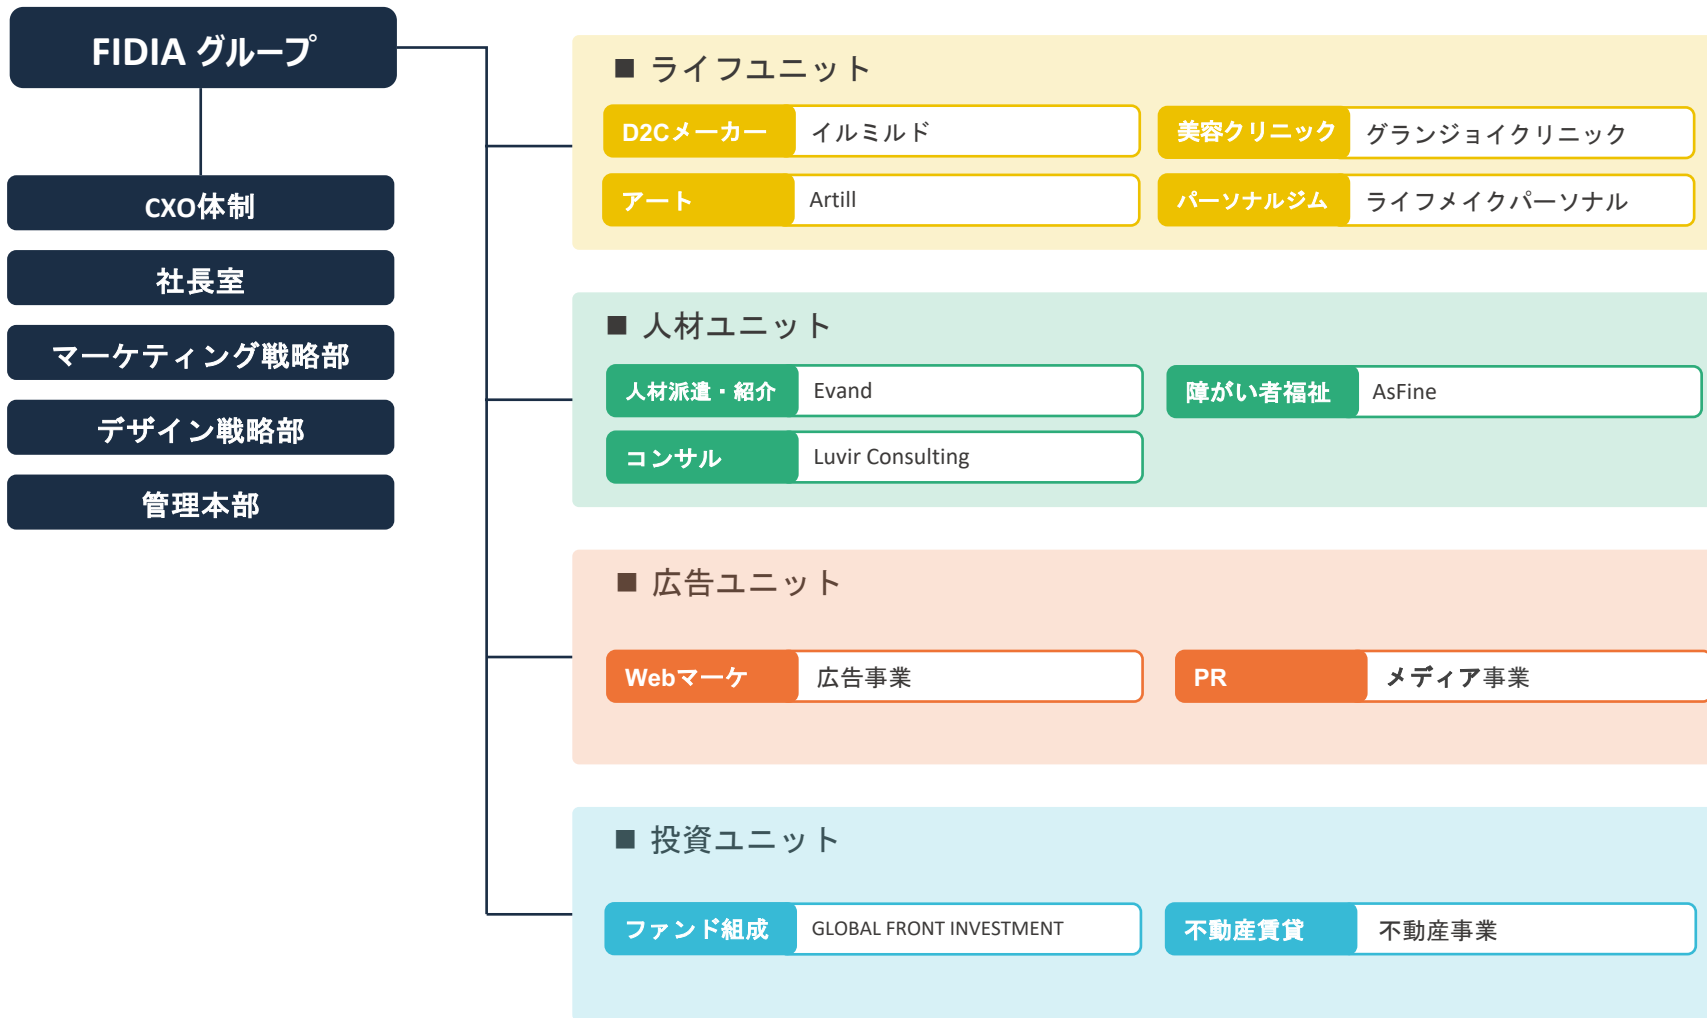 FIDIA グループ
CXO体制
社長室
マーケティング戦略部
デザイン戦略部
管理本部
■ ライフユニット
D2Cメーカー イルミルド
美容クリニック グランジョイクリニック
アート Artill
パーソナルジム ライフメイクパーソナル
■ 人材ユニット
人材派遣・紹介 Evand
障がい者福祉 AsFine
コンサル Luvir Consulting
■ 広告ユニット
Webマーケ 広告事業
PR メディア事業
■ 投資ユニット
ファンド組成 GLOBAL FRONT INVESTMENT
不動産賃貸 不動産事業